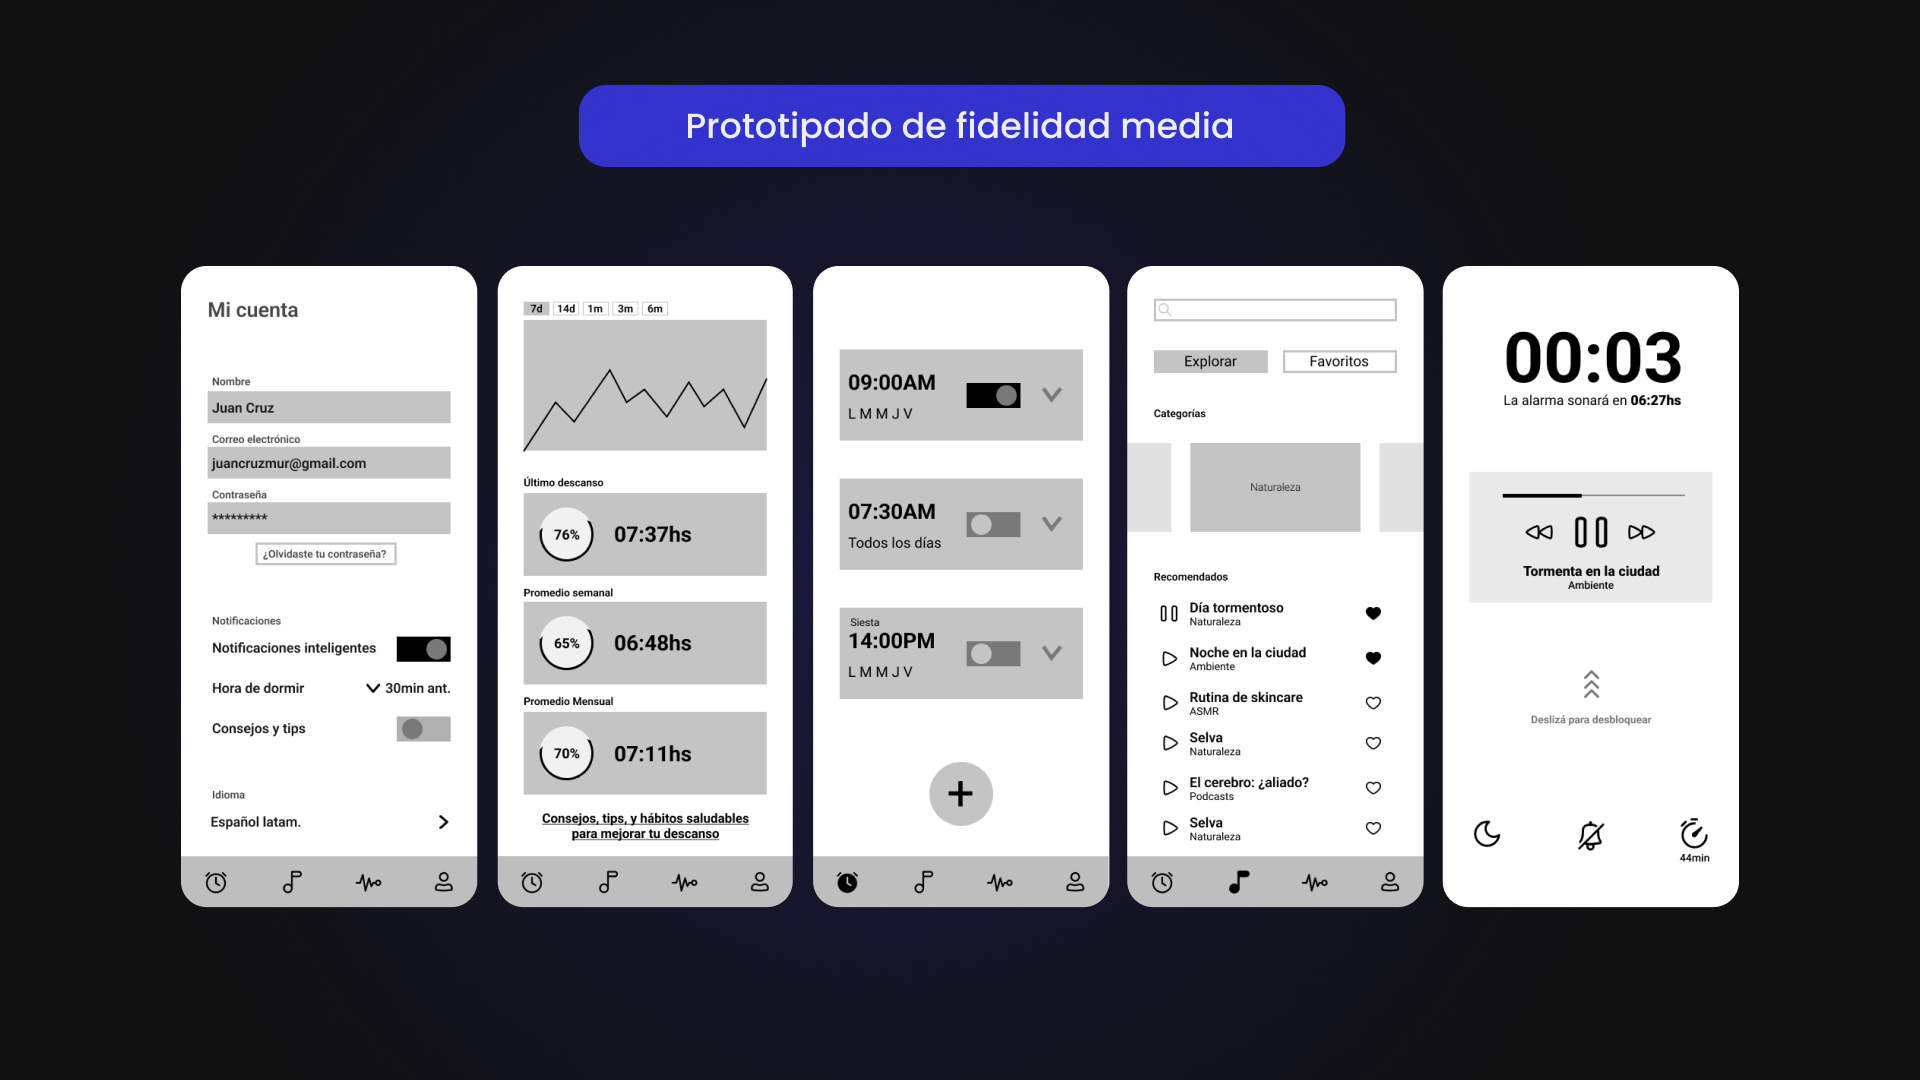 Prototipado de fidelidad media
Mi cuenta
Nombre
Juan Cruz
Correo electrónico
juancruzmur@gmail.com
Contraseña
*********
¿Olvidaste tu contraseña?
Notificaciones
Notificaciones inteligentes
Hora de dormir 30min ant.
Consejos y tips
Idioma
Español latam.
7d 14d 1m 3m 6m
Último descanso
76% 07:37hs
Promedio semanal
65% 06:48hs
Promedio Mensual
70% 07:11hs
Consejos, tips, y hábitos saludables
para mejorar tu descanso
09:00AM
L M M J V
07:30AM
Todos los días
Siesta
14:00PM
L M M J V
Explorar Favoritos
Categorías
Naturaleza
Recomendados
Día tormentoso
Naturaleza
Noche en la ciudad
Ambiente
Rutina de skincare
ASMR
Selva
Naturaleza
El cerebro: ¿aliado?
Podcasts
Selva
Naturaleza
00:03
La alarma sonará en 06:27hs
Tormenta en la ciudad
Ambiente
Deslizá para desbloquear
44min